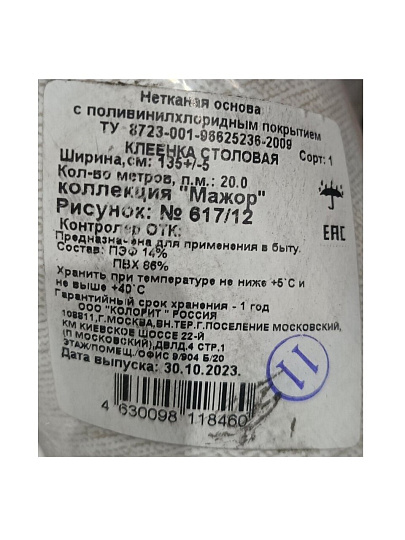 Нетканая основа
с поливинилхлоридным покрытием
ТУ 8723-001-96625236-2009
КЛЕЕНКА СТОЛОВАЯ Сорт: 1
Ширина,см: 135+/-5
Кол-во метров, п.м.: 20.0
коллекция "Мажор"
Рисунок: № 617/12
Контролер ОТК:
EAC
Предназначена для применения в быту.
Состав: ПЭФ 14%
ПВХ 86%
Хранить при температуре не ниже +5°С и
не выше +40°С
Гарантийный срок хранения - 1 год
ООО "КОЛОРИТ" РОССИЯ
108811,Г.МОСКВА,ВН.ТЕР.Г.ПОСЕЛЕНИЕ МОСКОВСКИЙ,
КМ КИЕВСКОЕ ШОССЕ 22-Й
(П МОСКОВСКИЙ),ДВЛД.4 СТР.1
ЭТАЖ/ПОМЕЩ./ОФИС 9/904 Б/20
Дата выпуска: 30.10.2023.
11
4 630098 118460